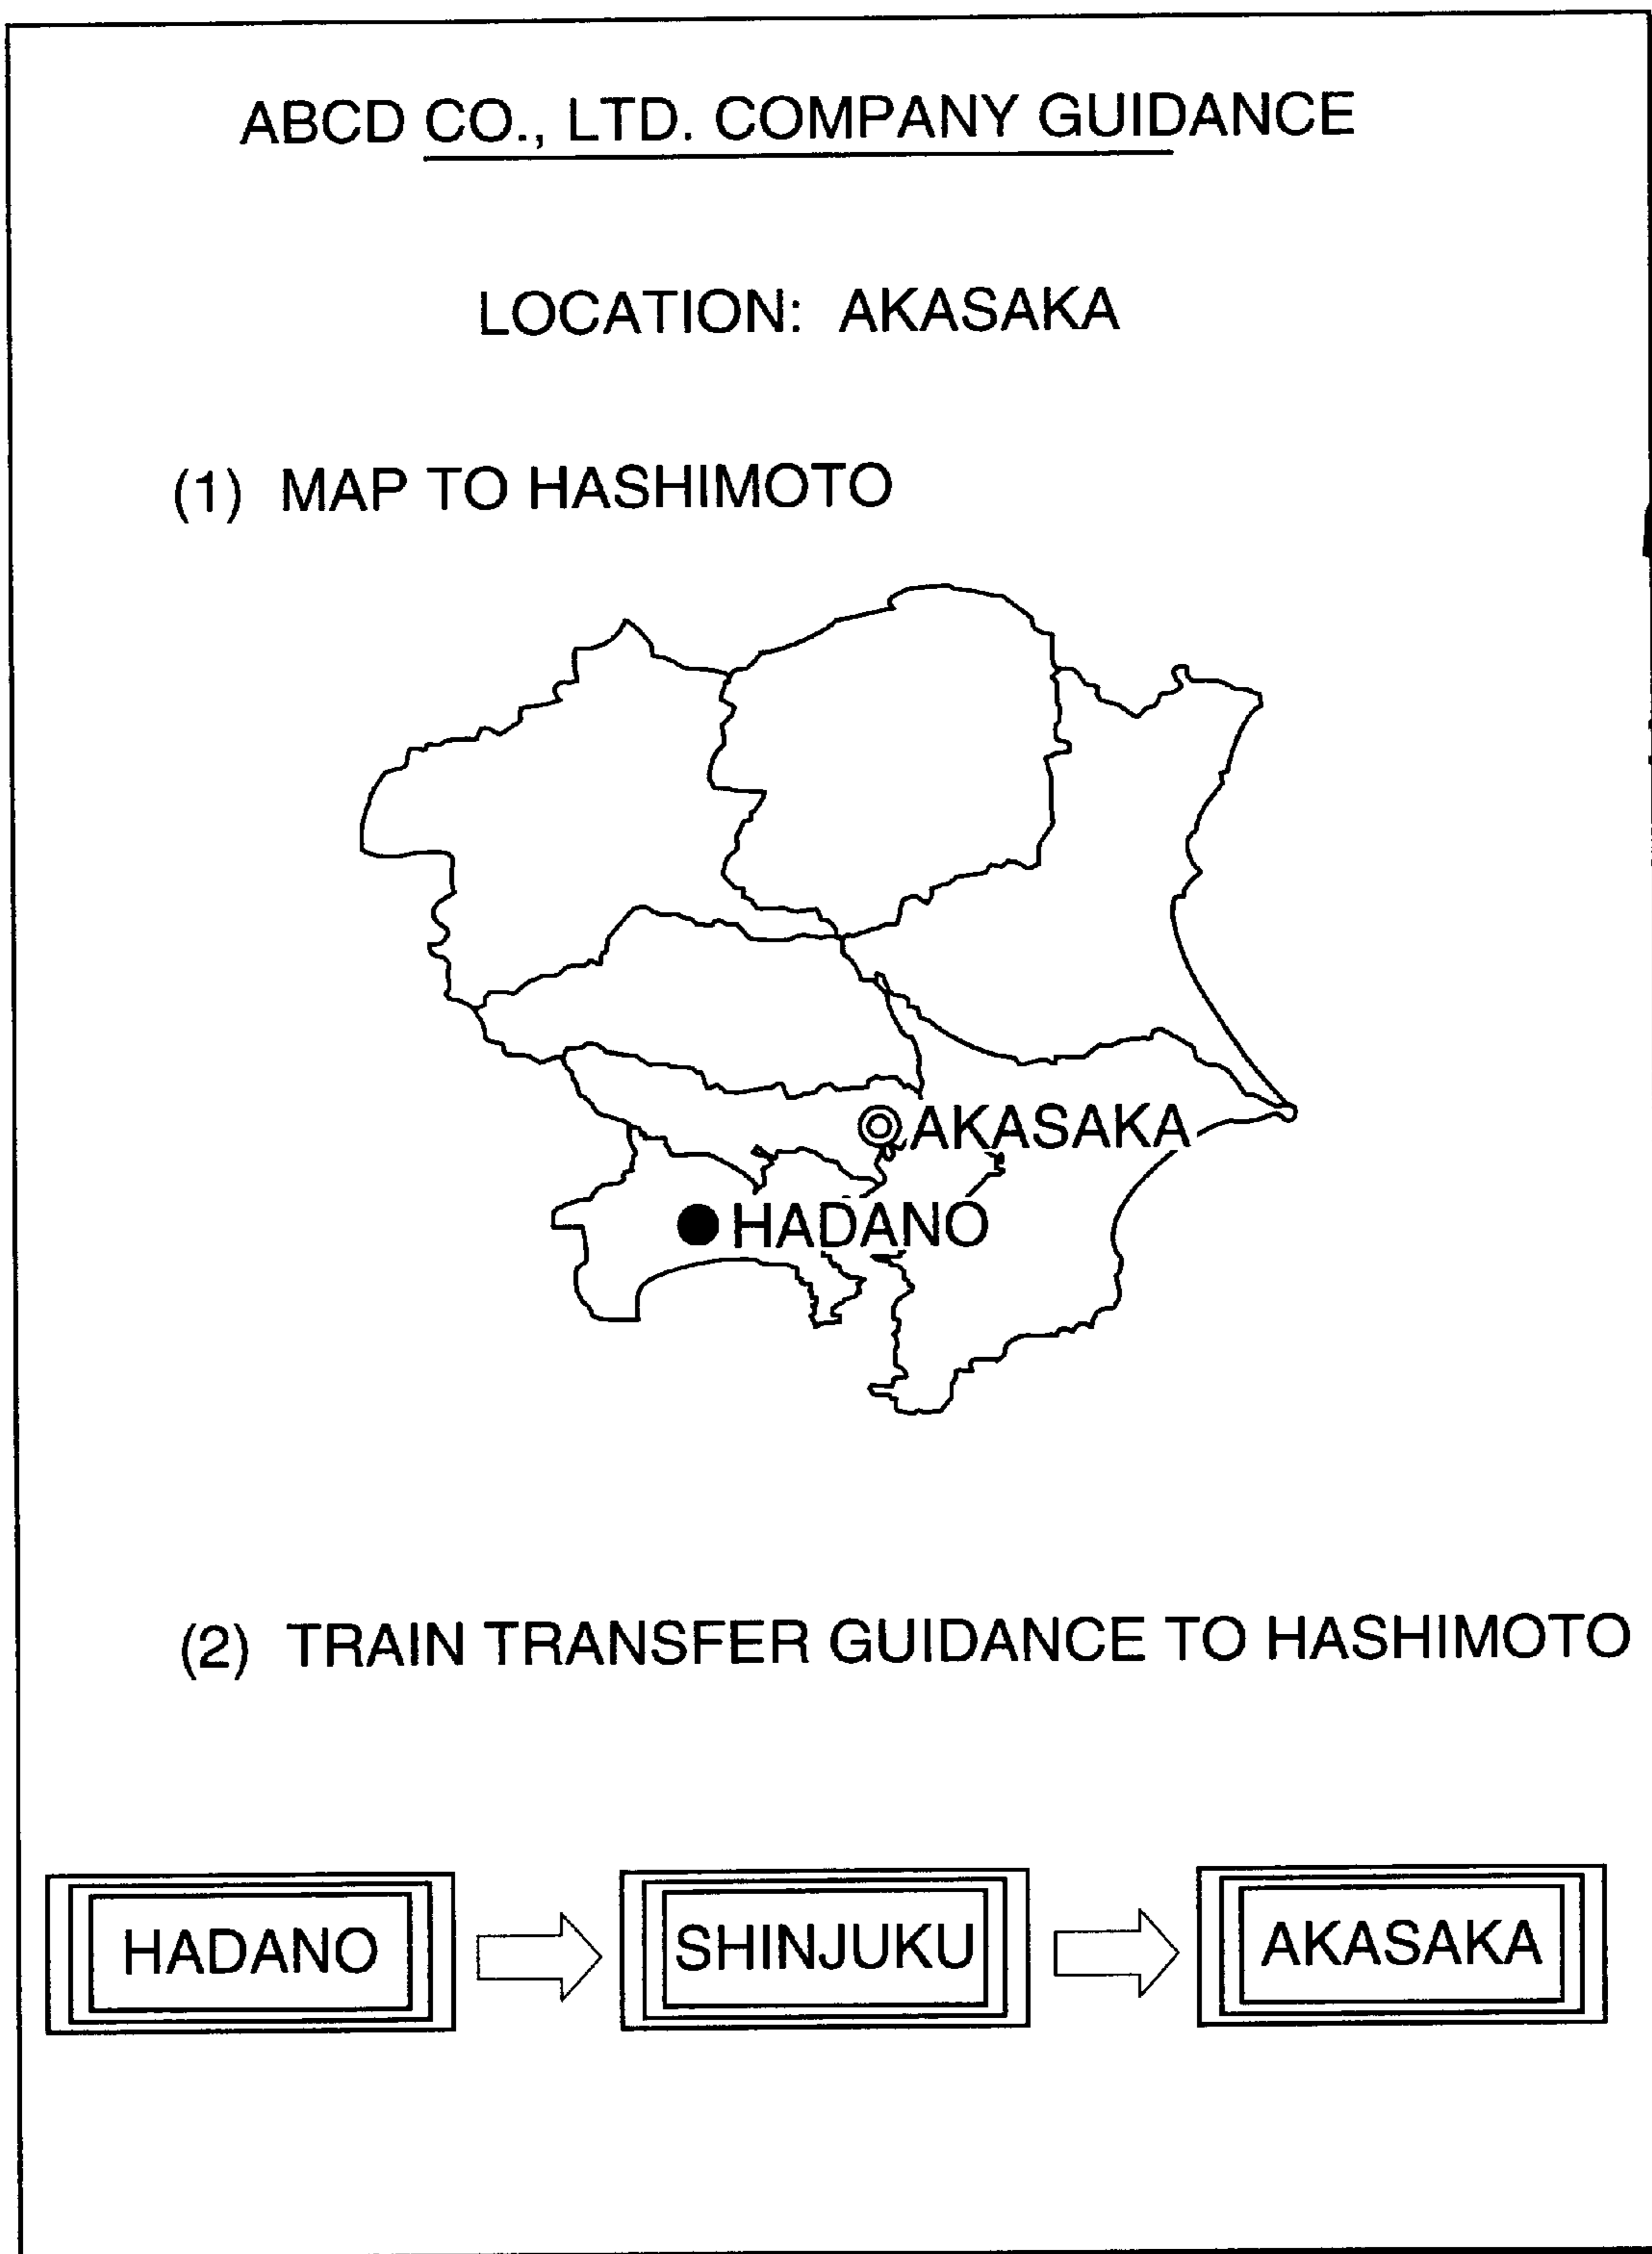 ABCD CO., LTD. COMPANY GUIDANCE
LOCATION: AKASAKA
(1) MAP TO HASHIMOTO
AKASAKA
HADANO
(2) TRAIN TRANSFER GUIDANCE TO HASHIMOTO
HADANO
SHINJUKU
AKASAKA